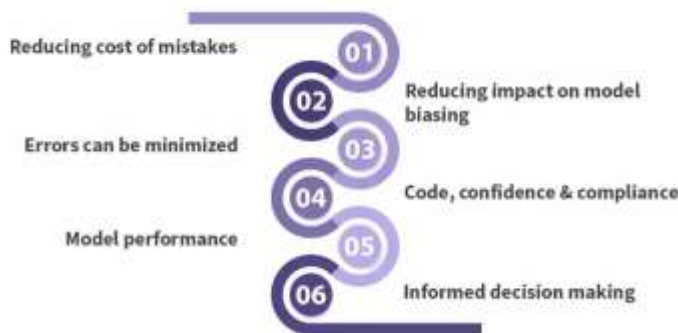 Reducing cost of mistakes
01
02
Reducing impact on model
biasing
Errors can be minimized
03
04
Code, confidence & compliance
Model performance
05
06
Informed decision making